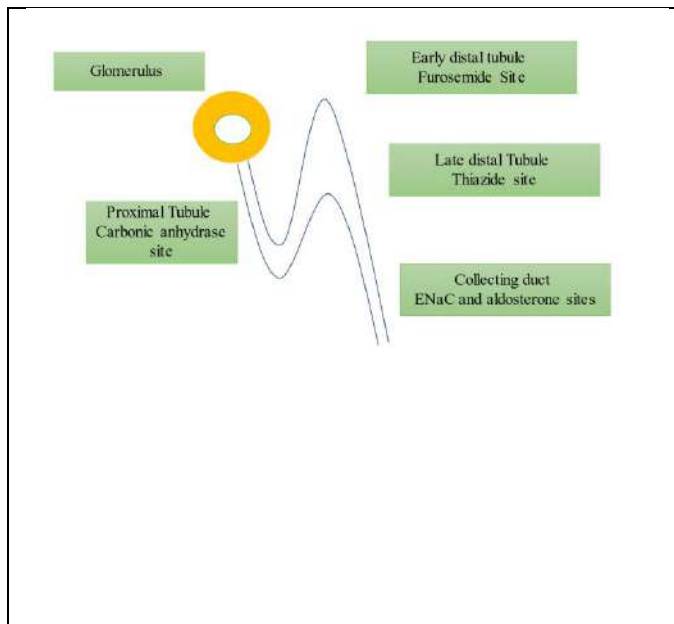 Glomerulus
Early distal tubule
Furosemide Site
Late distal Tubule
Thiazide site
Proximal Tubule
Carbonic anhydrase
site
Collecting duct
ENaC and aldosterone sites